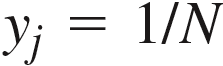 y_j = 1/N